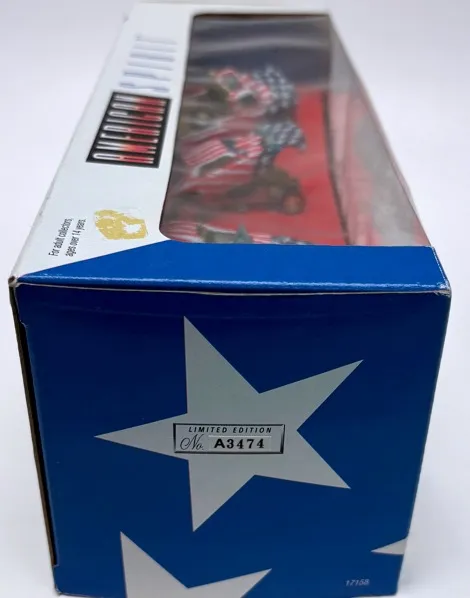 AMERICAN
SPIRIT
For adult collectors,
ages over 14 years.
LIMITED EDITION
No. A3474
17158